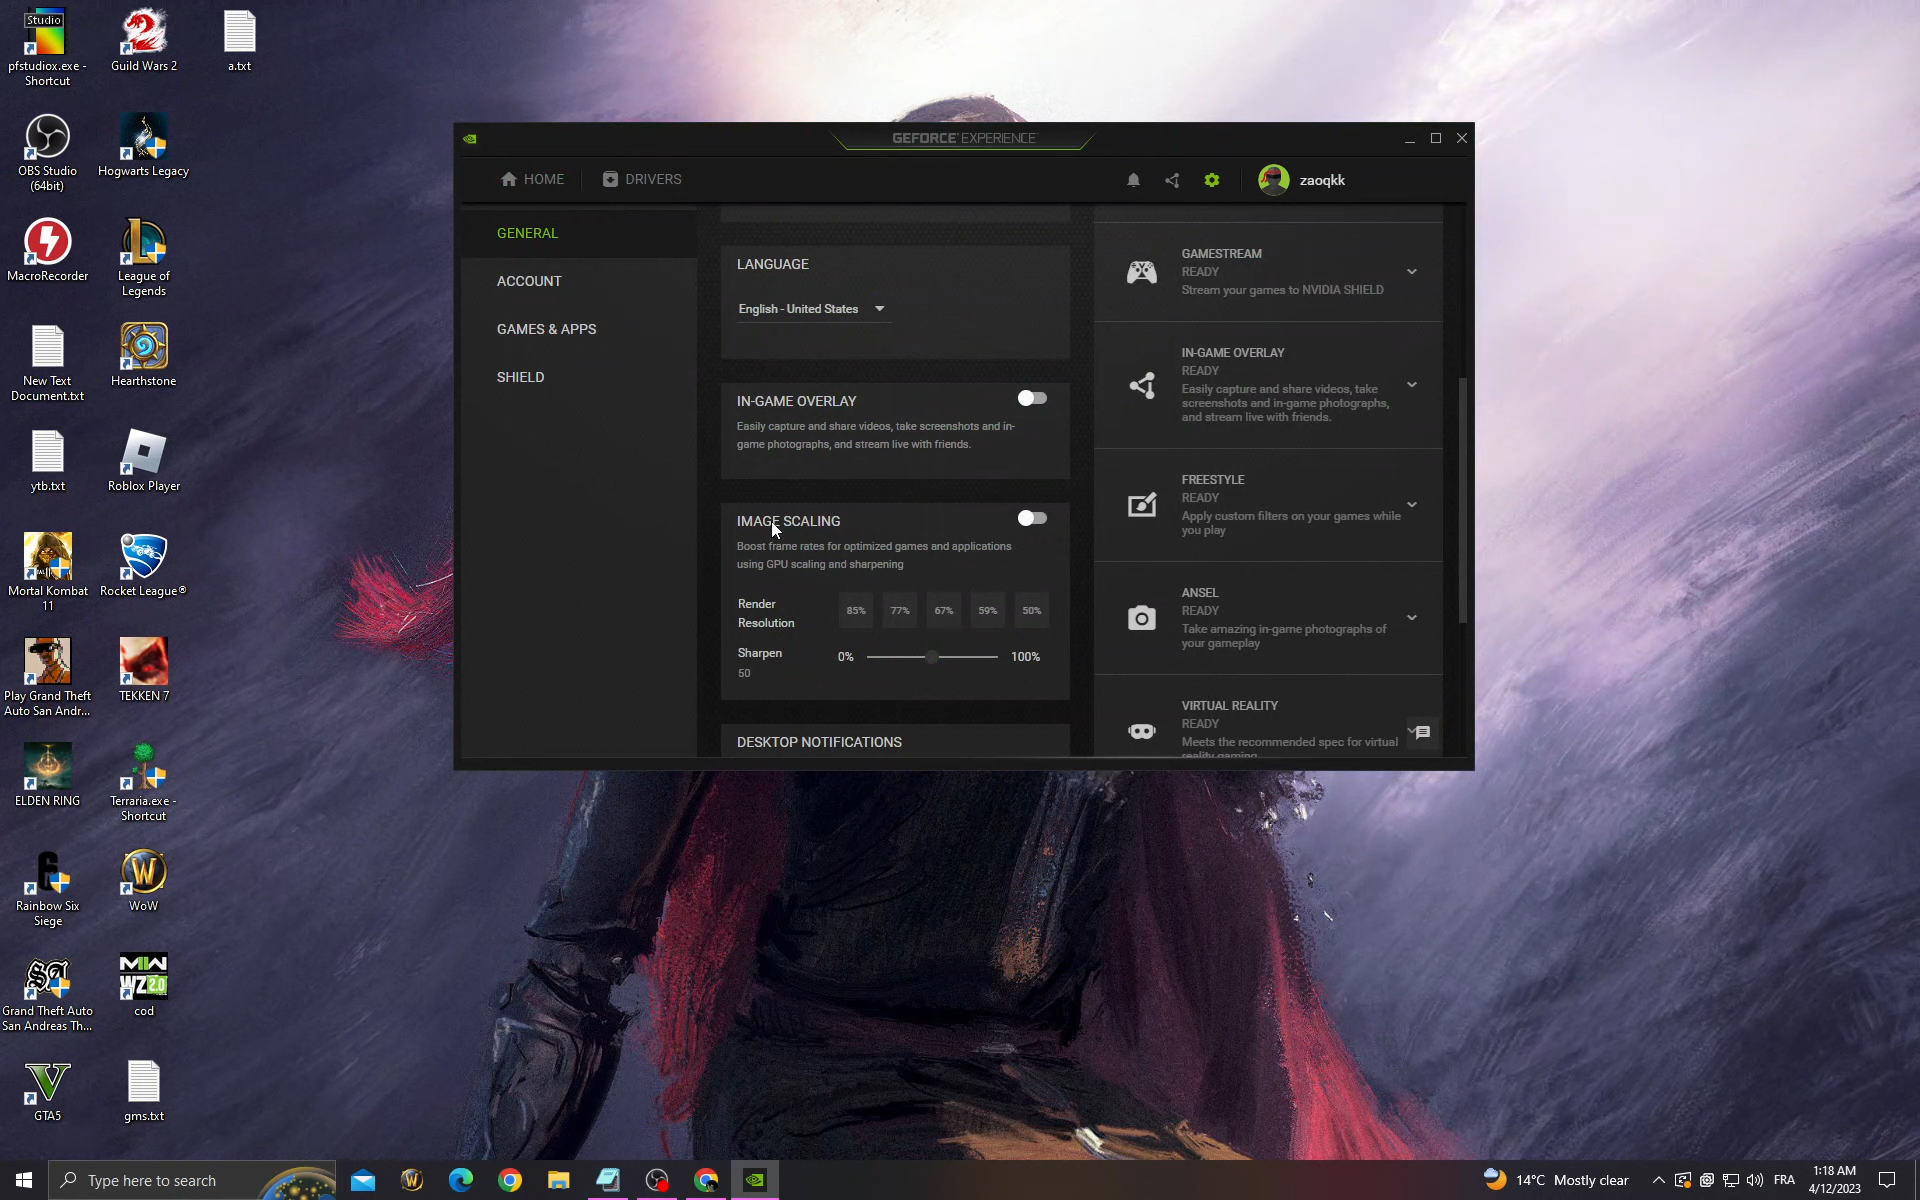 Studio
pfstudiox.exe -
Shortcut
Guild Wars 2
a.txt
OBS Studio
(64bit)
Hogwarts Legacy
MacroRecorder
League of
Legends
New Text
Document.txt
Hearthstone
ytb.txt
Roblox Player
Mortal Kombat
11
Rocket League®
Play Grand Theft
Auto San Andr...
TEKKEN 7
ELDEN RING
Terraria.exe -
Shortcut
Rainbow Six
Siege
WoW
Grand Theft Auto
San Andreas Th...
MW
WZ 2.0
cod
GTA5
gms.txt
GEFORCE® EXPERIENCE™
HOME
DRIVERS
zaoqkk
GENERAL
ACCOUNT
GAMES & APPS
SHIELD
LANGUAGE
English - United States
IN-GAME OVERLAY
Easily capture and share videos, take screenshots and in-
game photographs, and stream live with friends.
IMAGE SCALING
Boost frame rates for optimized games and applications
using GPU scaling and sharpening
Render
Resolution
85%
77%
67%
59%
50%
Sharpen
50
0%
100%
DESKTOP NOTIFICATIONS
GAMESTREAM
READY
Stream your games to NVIDIA SHIELD
IN-GAME OVERLAY
READY
Easily capture and share videos, take
screenshots and in-game photographs,
and stream live with friends.
FREESTYLE
READY
Apply custom filters on your games while
you play
ANSEL
READY
Take amazing in-game photographs of
your gameplay
VIRTUAL REALITY
READY
Meets the recommended spec for virtual
reality gaming
Type here to search
14°C Mostly clear
FRA
1:18 AM
4/12/2023